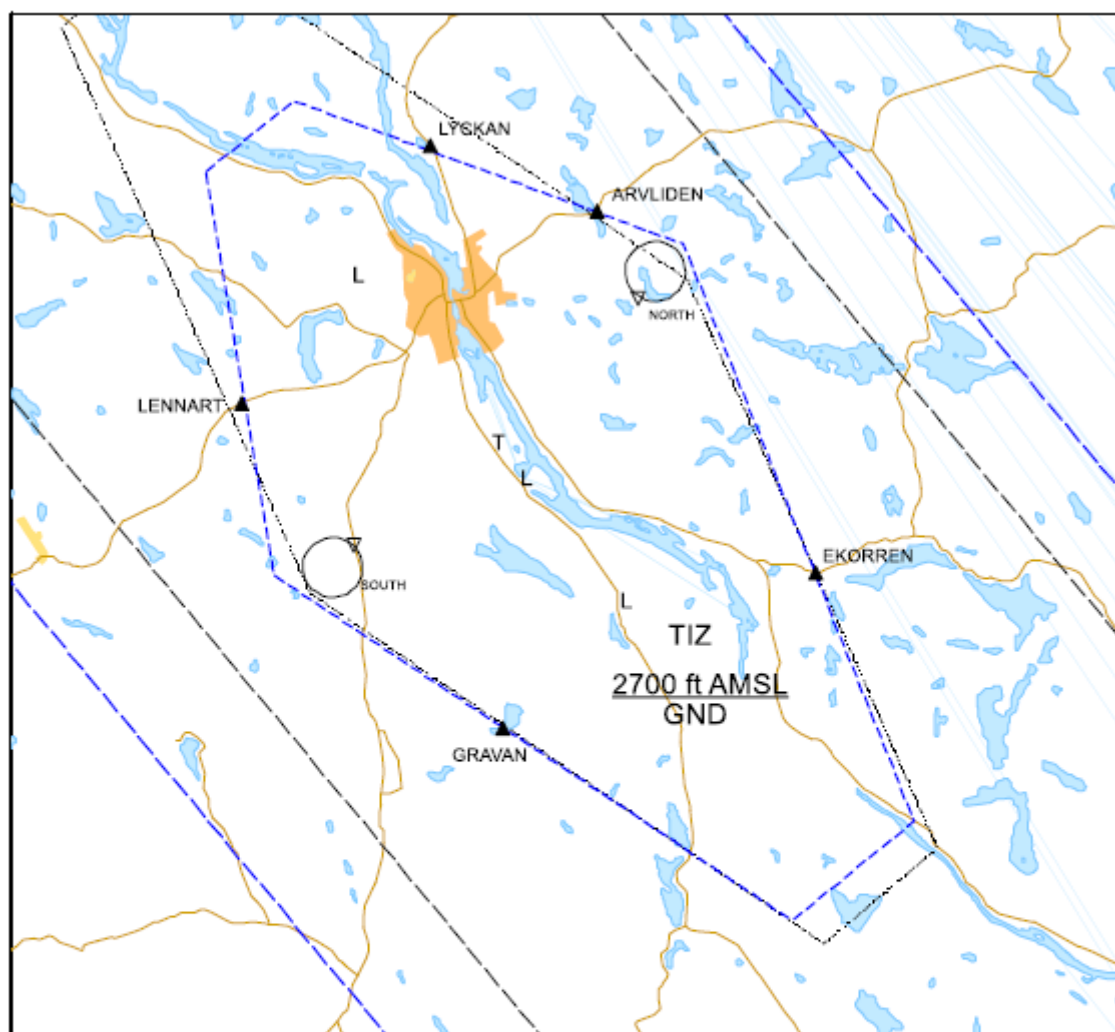 LYCKAN
ARVLIDEN
L
NORTH
LENNART
T
L
EKORREN
SOUTH
L
TIZ
2700 ft AMSL
GND
GRAVAN